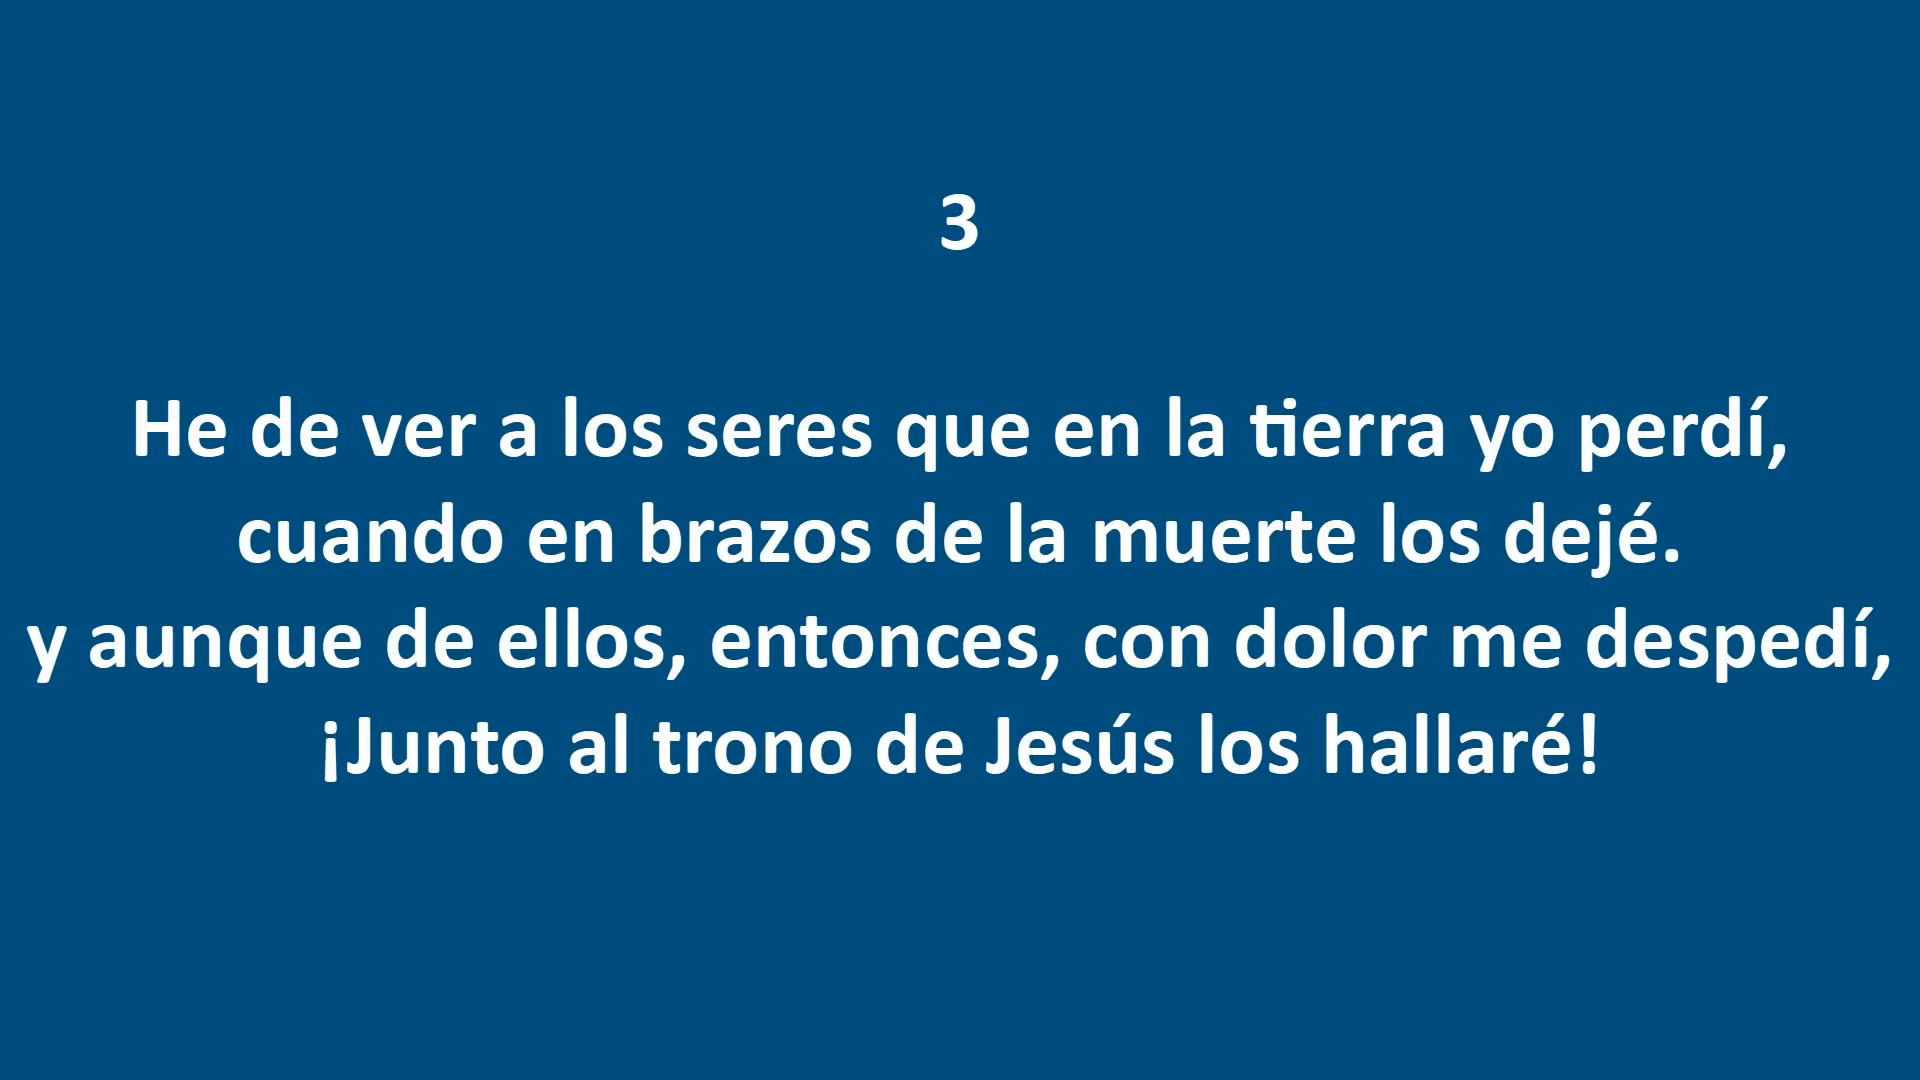 3
He de ver a los seres que en la tierra yo perdí,
cuando en brazos de la muerte los dejé.
y aunque de ellos, entonces, con dolor me despedí,
¡Junto al trono de Jesús los hallaré!